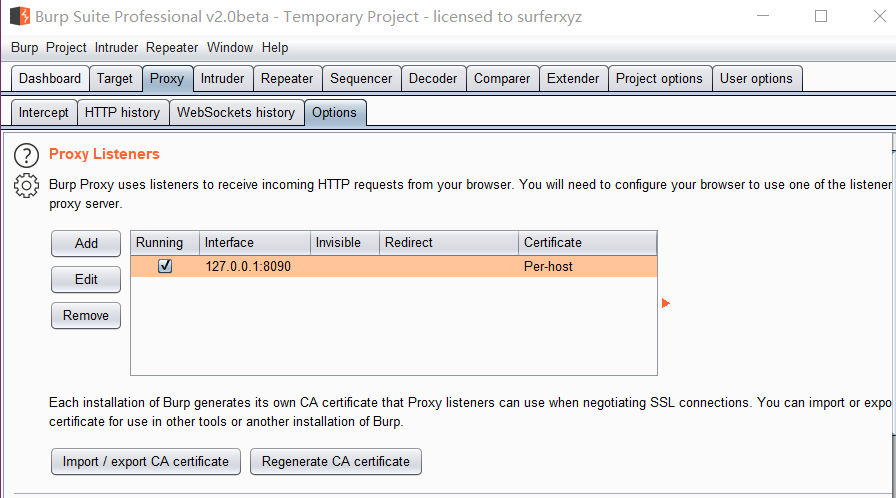 Burp Suite Professional v2.0beta - Temporary Project - licensed to surferxyz
Burp Project Intruder Repeater Window Help
Dashboard Target Proxy Intruder Repeater Sequencer Decoder Comparer Extender Project options User options
Intercept HTTP history WebSockets history Options
? Proxy Listeners
Burp Proxy uses listeners to receive incoming HTTP requests from your browser. You will need to configure your browser to use one of the listener
proxy server.
Add
Edit
Remove
Running Interface Invisible Redirect Certificate
127.0.0.1:8090 Per-host
Each installation of Burp generates its own CA certificate that Proxy listeners can use when negotiating SSL connections. You can import or expo
certificate for use in other tools or another installation of Burp.
Import / export CA certificate Regenerate CA certificate